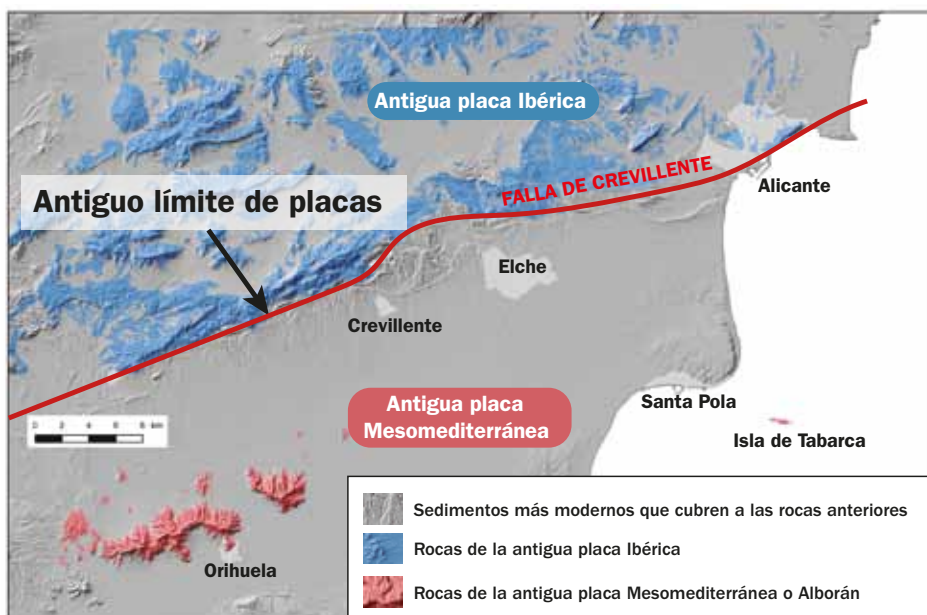 Antigua placa Ibérica
FALLA DE CREVILLENTE
Alicante
Antiguo límite de placas
Elche
Crevillente
Antigua placa
Mesomediterránea
Santa Pola
Isla de Tabarca
0 2 4 6 8 km
Orihuela
Sedimentos más modernos que cubren a las rocas anteriores
Rocas de la antigua placa Ibérica
Rocas de la antigua placa Mesomediterránea o Alborán